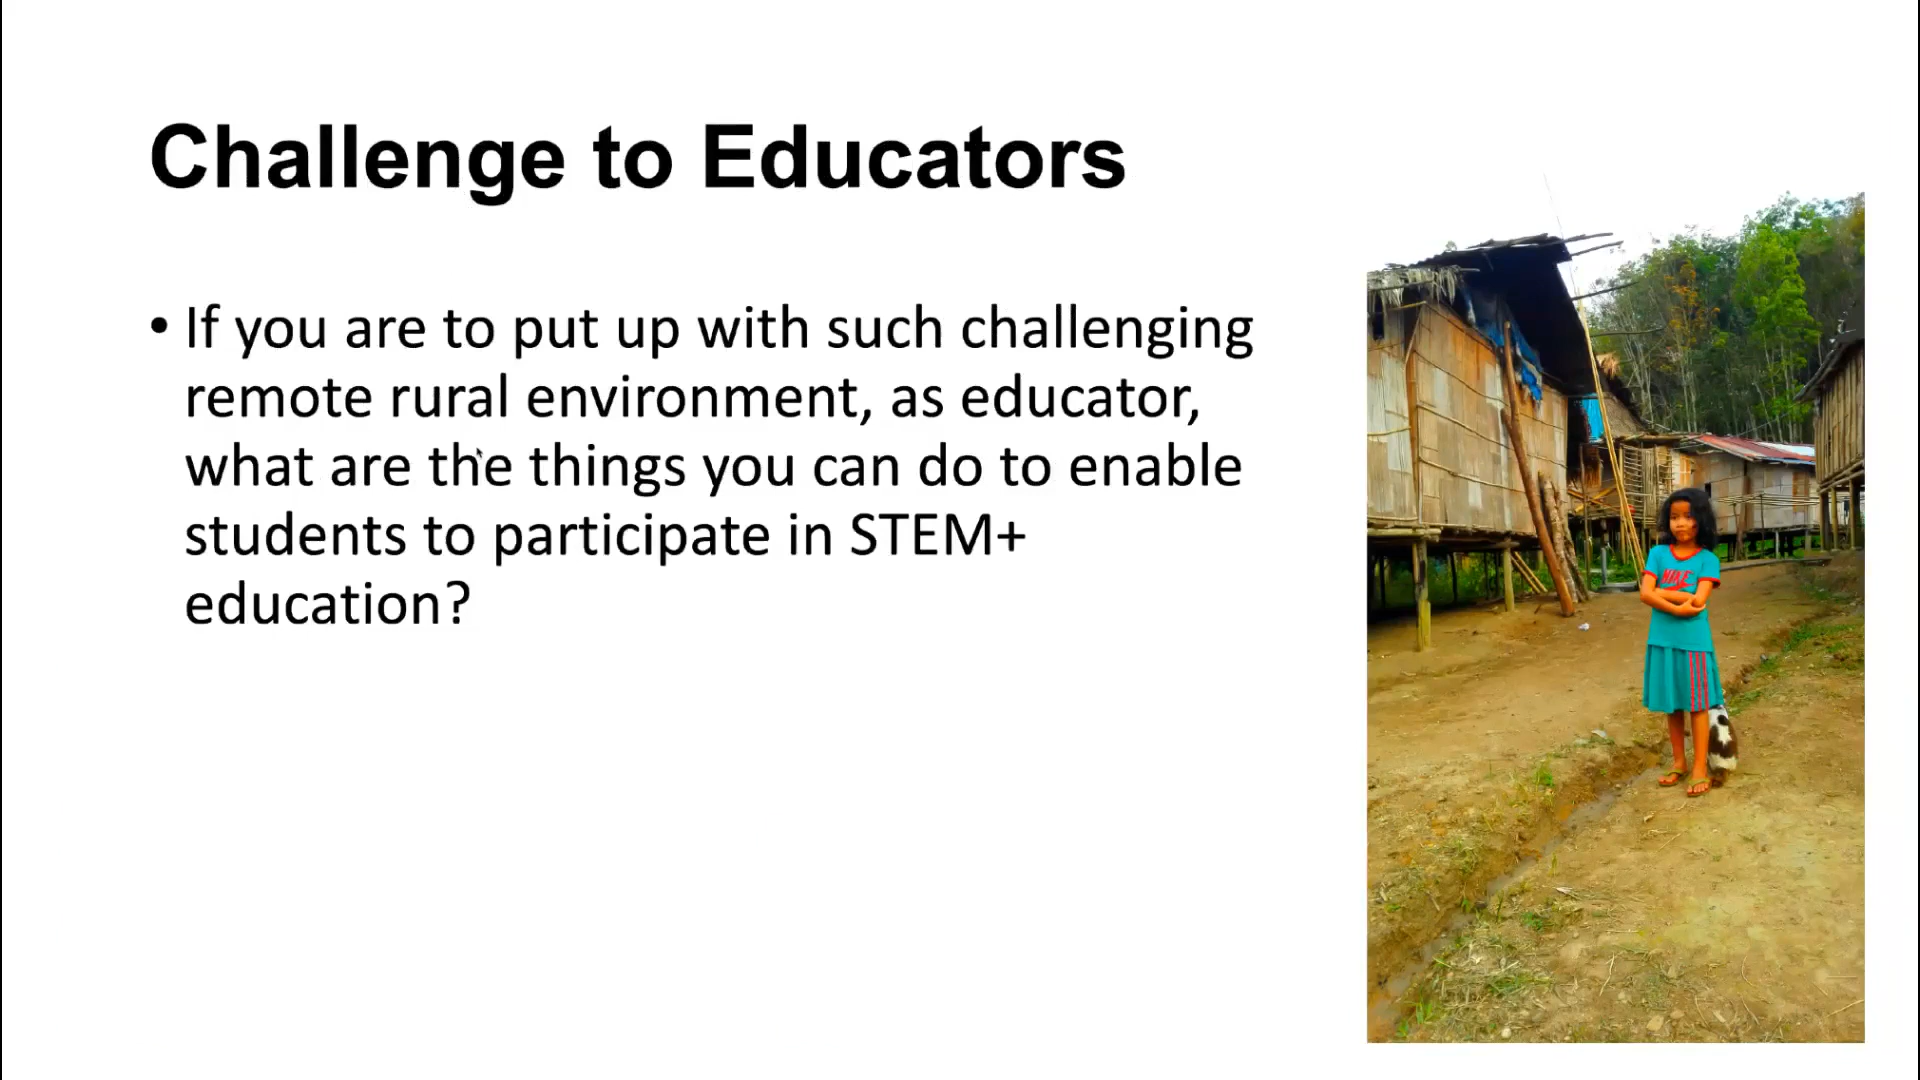 Challenge to Educators
• If you are to put up with such challenging
remote rural environment, as educator,
what are the things you can do to enable
students to participate in STEM+
education?
NIKE